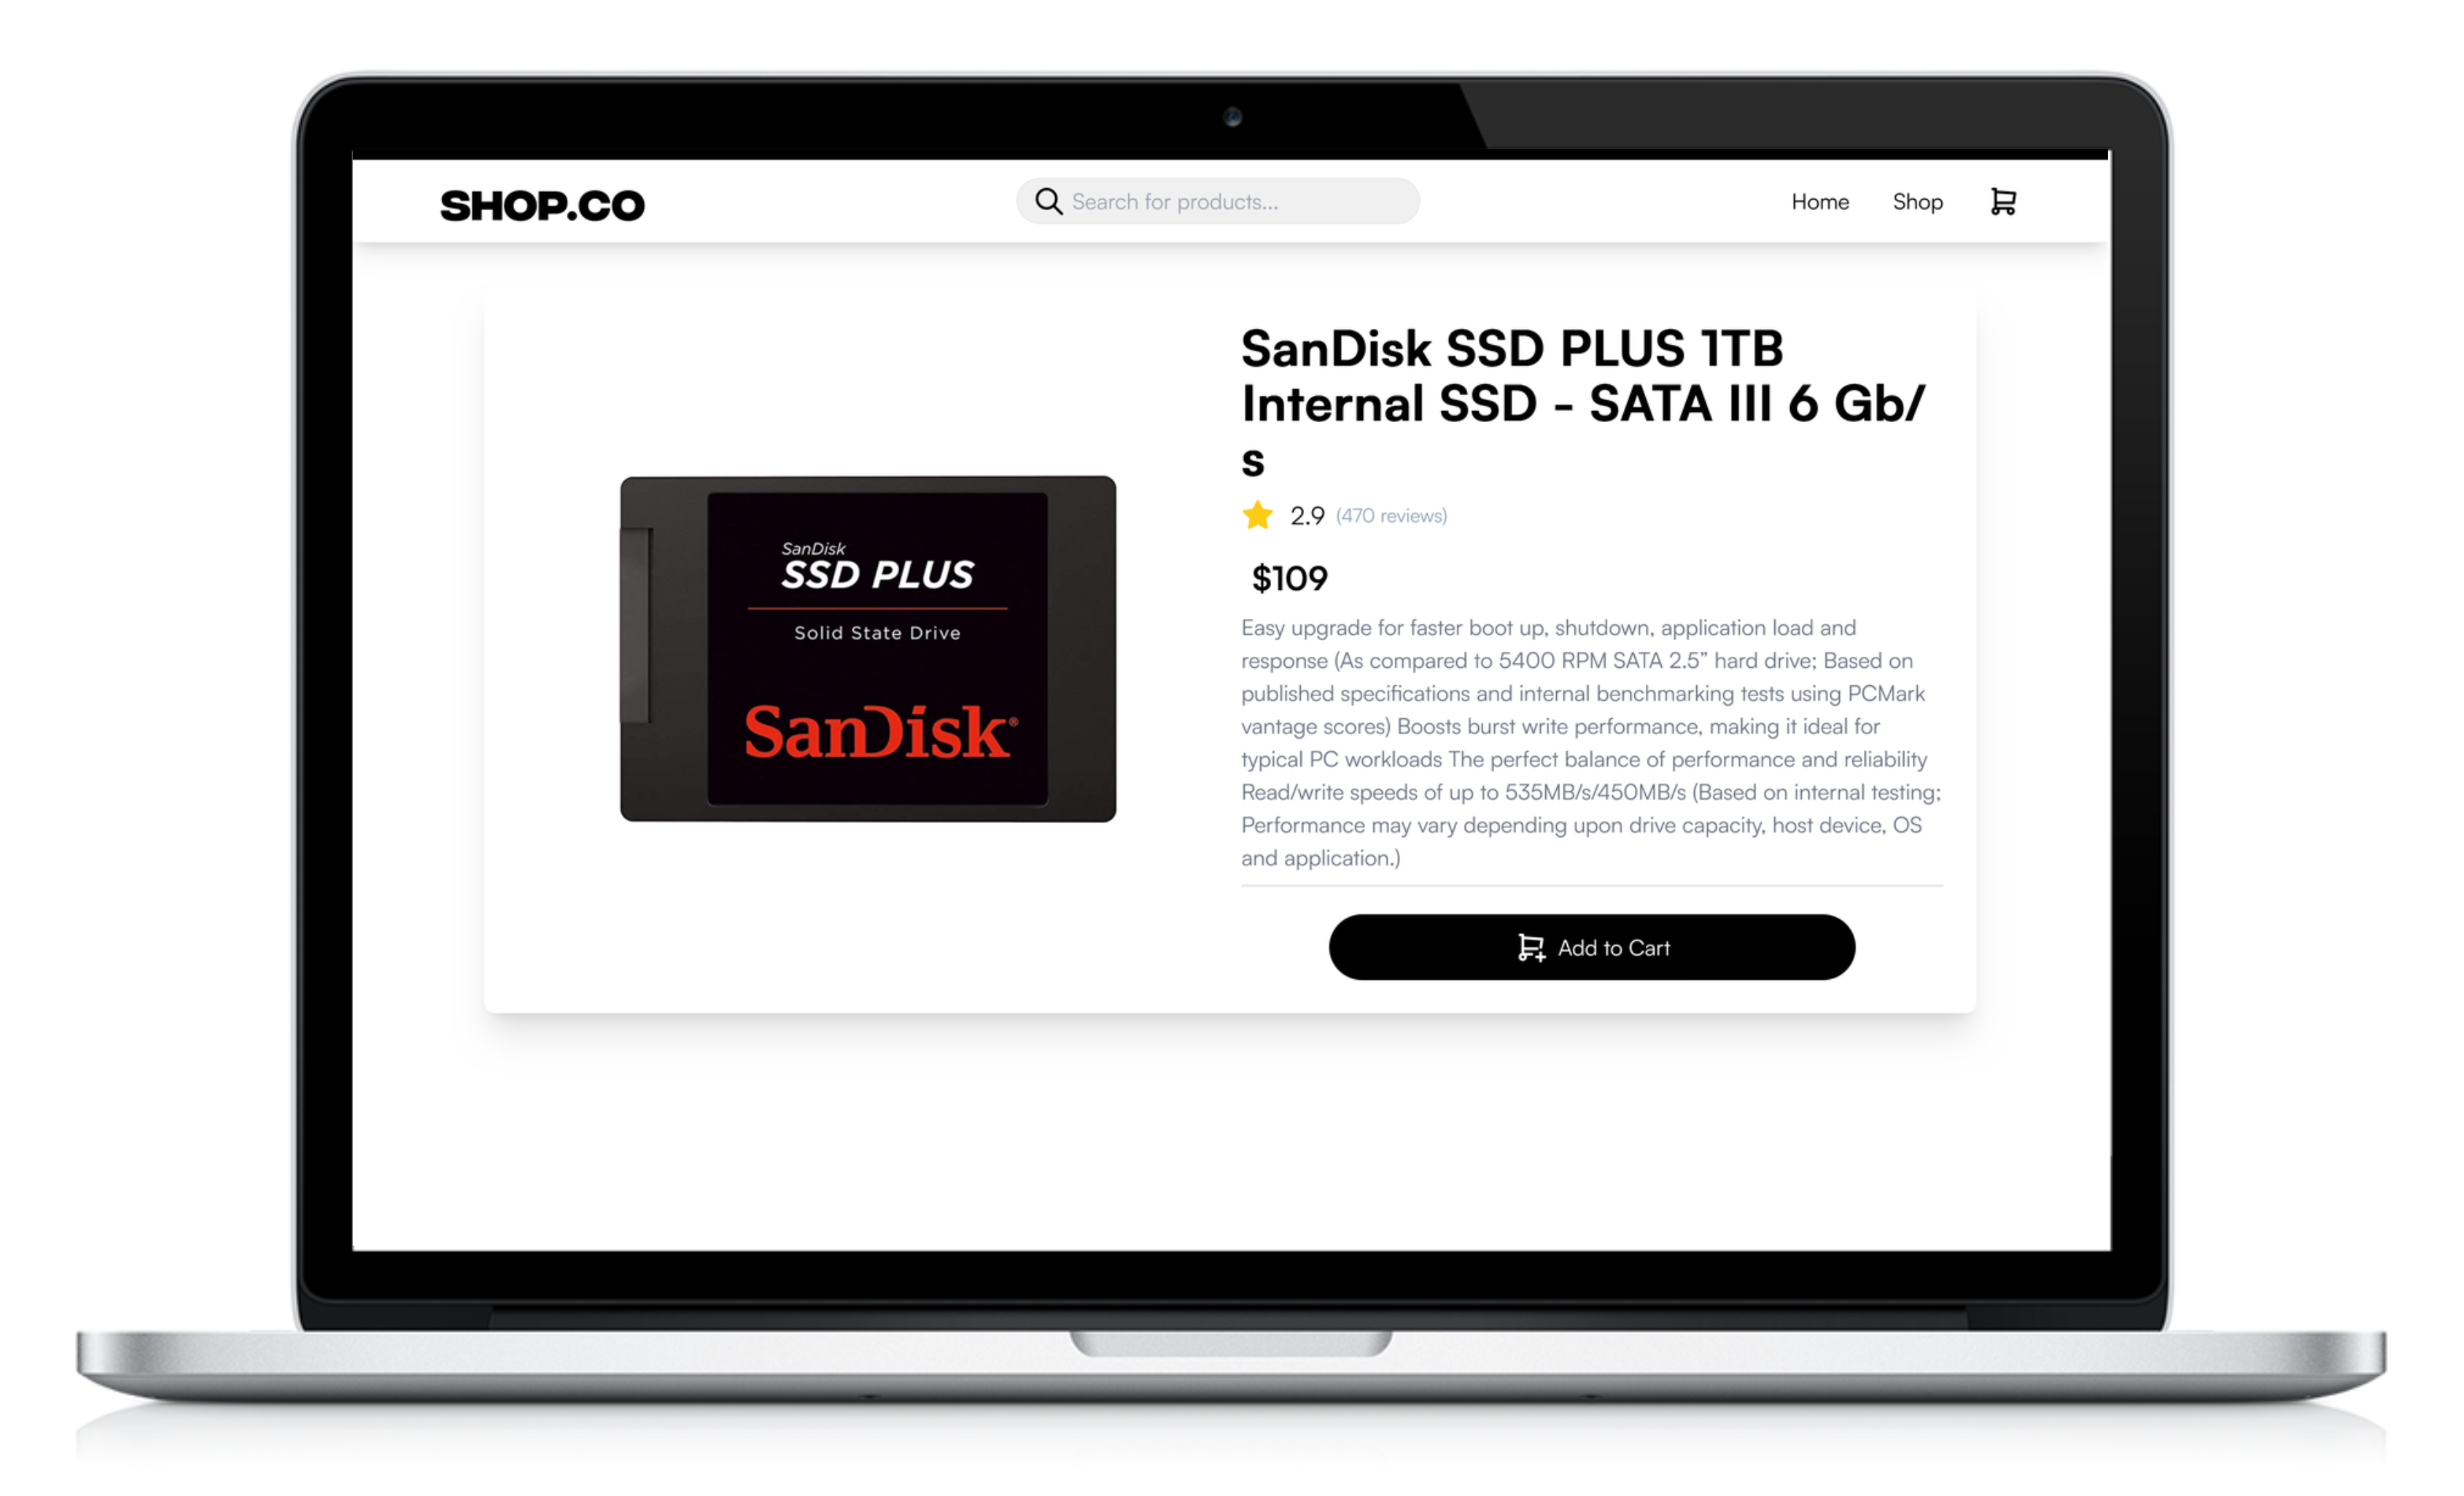 SHOP.CO
Search for products...
Home
Shop
SanDisk
SSD PLUS
Solid State Drive
SanDisk®
SanDisk SSD PLUS 1TB
Internal SSD - SATA III 6 Gb/
s
2.9 (470 reviews)
$109
Easy upgrade for faster boot up, shutdown, application load and
response (As compared to 5400 RPM SATA 2.5” hard drive; Based on
published specifications and internal benchmarking tests using PCMark
vantage scores) Boosts burst write performance, making it ideal for
typical PC workloads The perfect balance of performance and reliability
Read/write speeds of up to 535MB/s/450MB/s (Based on internal testing;
Performance may vary depending upon drive capacity, host device, OS
and application.)
Add to Cart